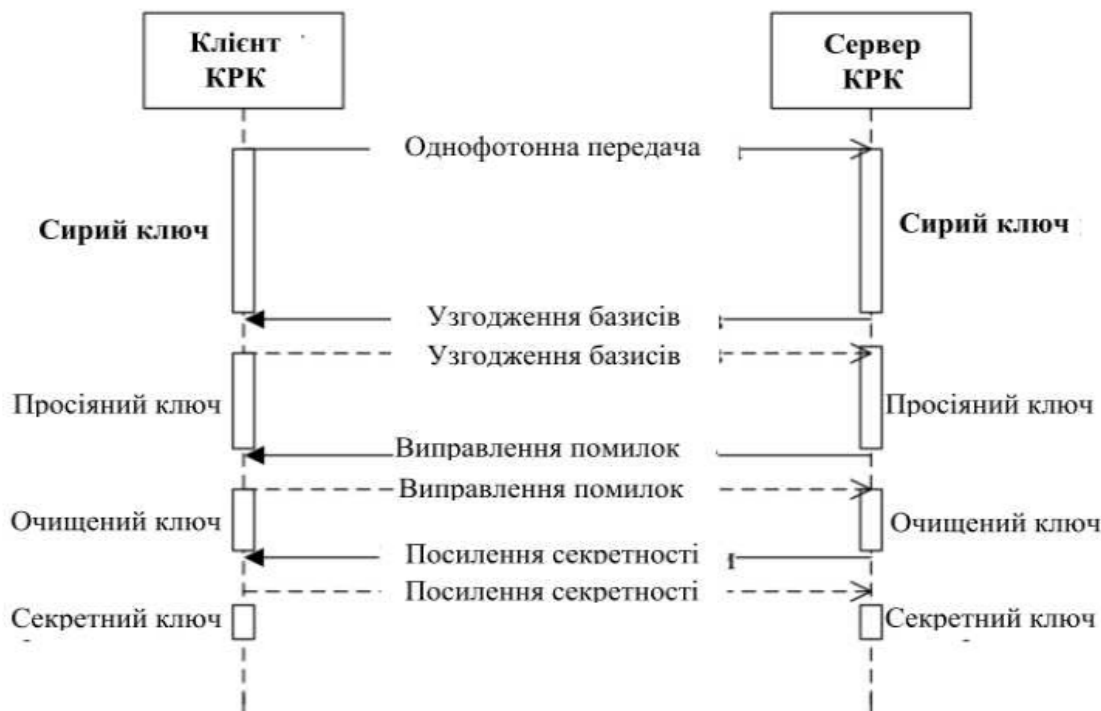 Клієнт
КРК
Сервер
КРК
Однофотонна передача
Сирий ключ
Сирий ключ
Узгодження базисів
Узгодження базисів
Просіяний ключ
Просіяний ключ
Виправлення помилок
Виправлення помилок
Очищений ключ
Очищений ключ
Посилення секретності
Посилення секретності
Секретний ключ
Секретний ключ